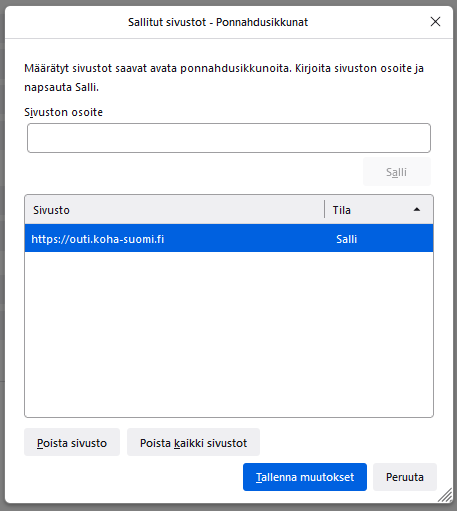 Sallitut sivustot - Ponnahdusikkunat
Määrätyt sivustot saavat avata ponnahdusikkunoita. Kirjoita sivuston osoite ja
napsauta Salli.
Sivuston osoite
Salli
Sivusto Tila
https://outi.koha-suomi.fi Salli
Poista sivusto Poista kaikki sivustot
Tallenna muutokset Peruuta